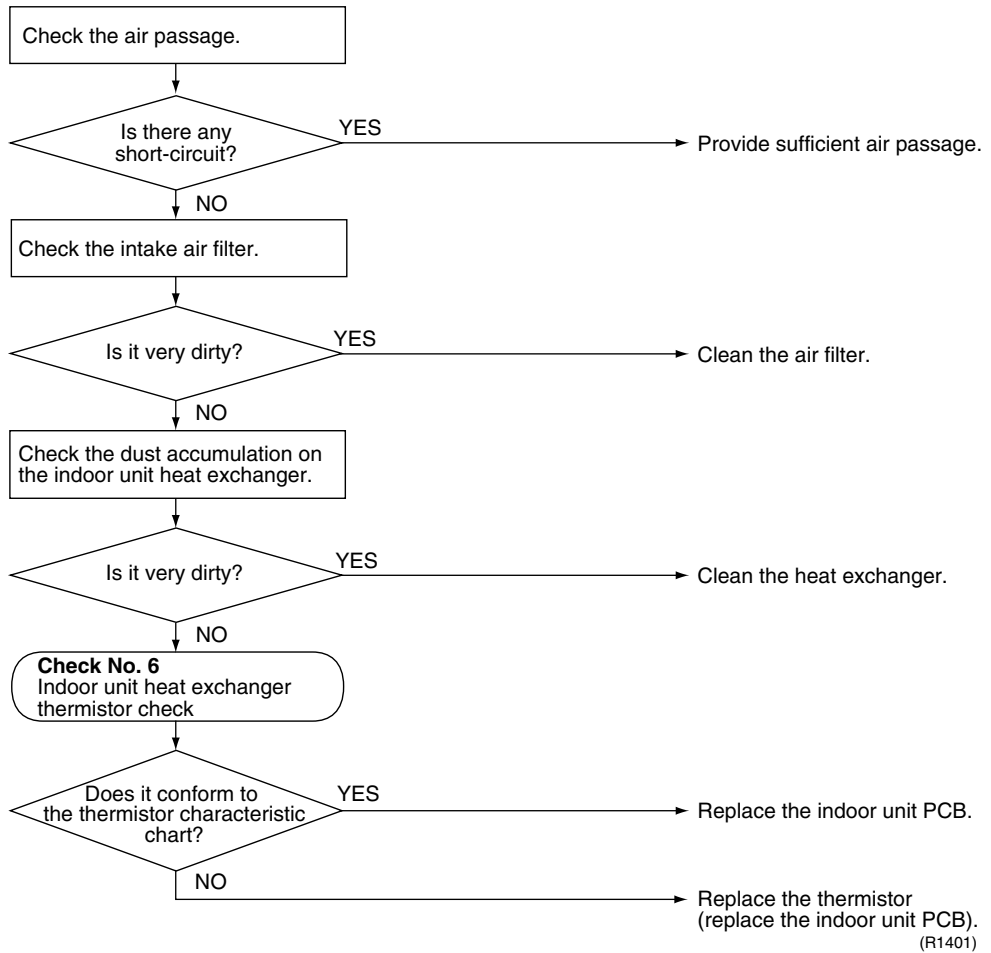 Check the air passage.
Is there any
short-circuit?
YES
Provide sufficient air passage.
NO
Check the intake air filter.
Is it very dirty?
YES
Clean the air filter.
NO
Check the dust accumulation on
the indoor unit heat exchanger.
Is it very dirty?
YES
Clean the heat exchanger.
NO
Check No. 6
Indoor unit heat exchanger
thermistor check
Does it conform to
the thermistor characteristic
chart?
YES
Replace the indoor unit PCB.
NO
Replace the thermistor
(replace the indoor unit PCB).
(R1401)